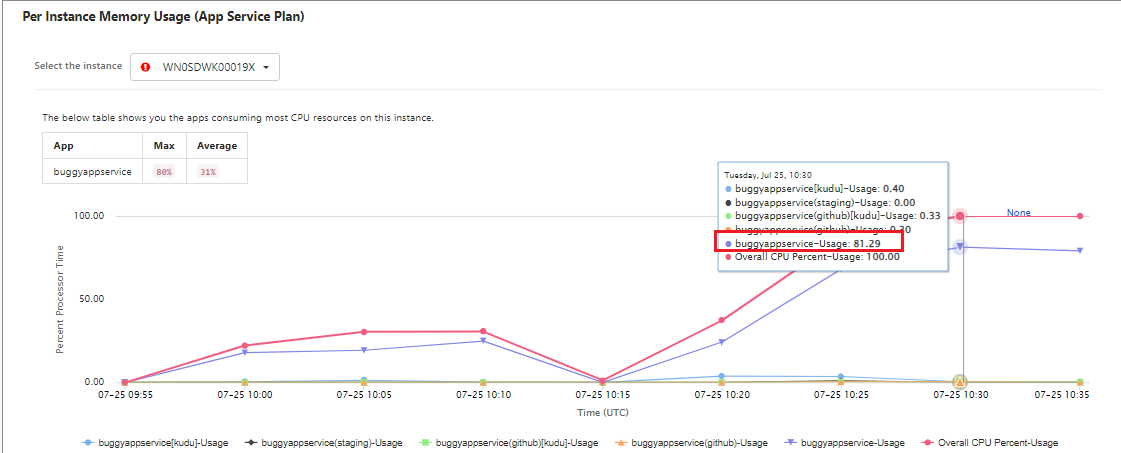 Per Instance Memory Usage (App Service Plan)
Select the instance
WN0SDWK00019X
The below table shows you the apps consuming most CPU resources on this instance.
App Max Average
buggyappservice 80% 31%
Tuesday, Jul 25, 10:30
buggyappservice[kudu]-Usage: 0.40
buggyappservice(staging)-Usage: 0.00
buggyappservice(github)[kudu]-Usage: 0.33
buggyappservice(github)-Usage: 0.30
buggyappservice-Usage: 81.29
Overall CPU Percent-Usage: 100.00
None
Percent Processor Time
100.00
50.00
0.00
07-25 09:55 07-25 10:00 07-25 10:05 07-25 10:10 07-25 10:15 07-25 10:20 07-25 10:25 07-25 10:30 07-25 10:35
Time (UTC)
buggyappservice[kudu]-Usage buggyappservice(staging)-Usage buggyappservice(github)[kudu]-Usage buggyappservice(github)-Usage buggyappservice-Usage Overall CPU Percent-Usage